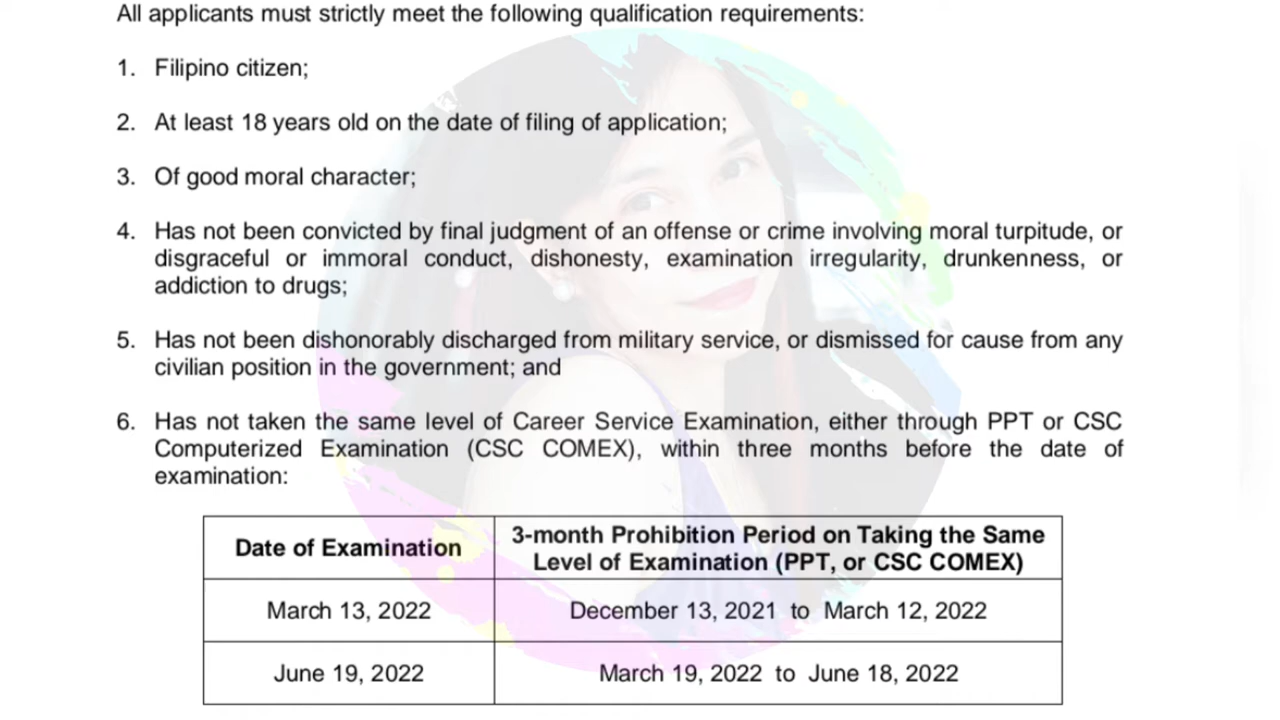 All applicants must strictly meet the following qualification requirements:
1. Filipino citizen;
2. At least 18 years old on the date of filing of application;
3. Of good moral character;
4. Has not been convicted by final judgment of an offense or crime involving moral turpitude, or
disgraceful or immoral conduct, dishonesty, examination irregularity, drunkenness, or
addiction to drugs;
5. Has not been dishonorably discharged from military service, or dismissed for cause from any
civilian position in the government; and
6. Has not taken the same level of Career Service Examination, either through PPT or CSC
Computerized Examination (CSC COMEX), within three months before the date of
examination:
Date of Examination
3-month Prohibition Period on Taking the Same
Level of Examination (PPT, or CSC COMEX)
March 13, 2022
December 13, 2021 to March 12, 2022
June 19, 2022
March 19, 2022 to June 18, 2022